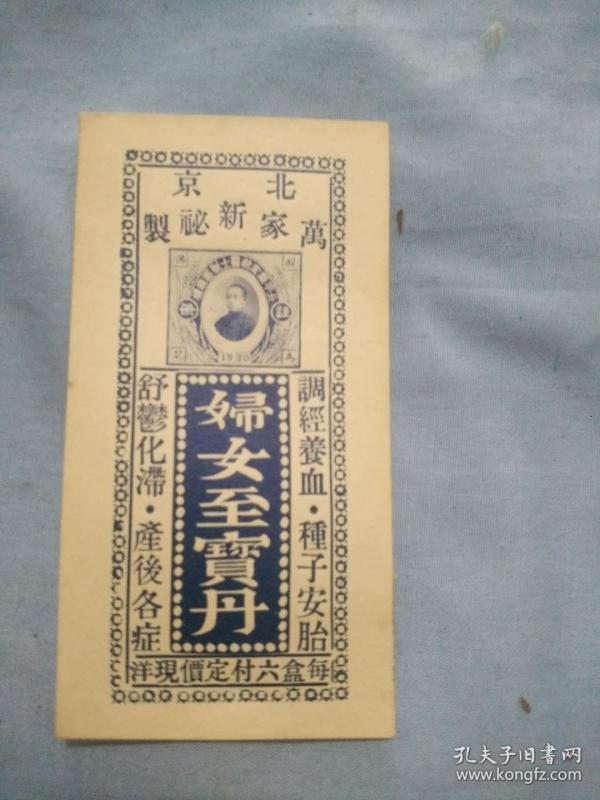 北京
萬家新祕製
1930
調經養血・種子安胎
婦女至寶丹
舒鬱化滯・產後各症
每盒六付定價現洋
孔夫子旧书网
www.kongfz.com